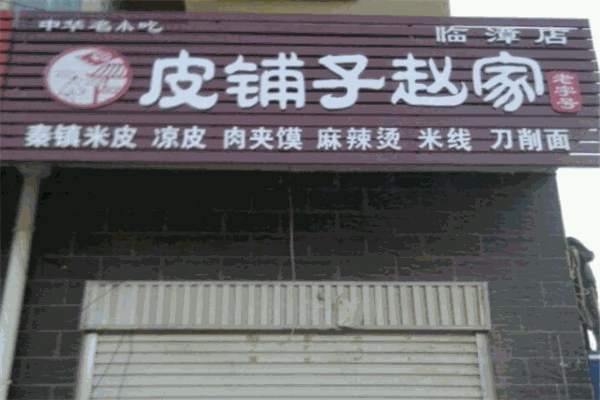 中华名小吃
临漳店
皮铺子赵家
老字号
秦镇米皮 凉皮 肉夹馍 麻辣烫 米线 刀削面